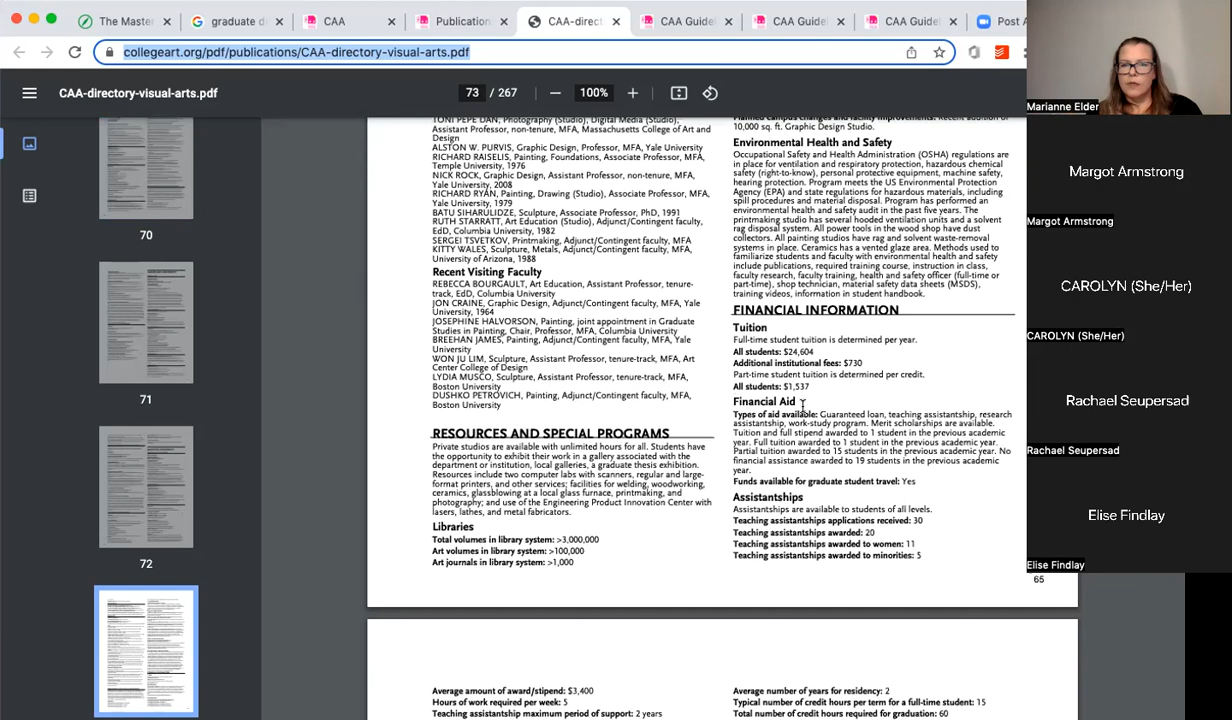 The Master
graduate di
CAA
Publication
CAA-direct
CAA Guidel
CAA Guidel
CAA Guidel
Post A
collegeart.org/pdf/publications/CAA-directory-visual-arts.pdf
CAA-directory-visual-arts.pdf
73 / 267
100%
70
71
72
TONI PEPE DAN, Photography (Studio), Digital Media (Studio),
Assistant Professor, non-tenure, MFA, Massachusetts College of Art and
Design
ALSTON W. PURVIS, Graphic Design, Professor, MFA, Yale University
RICHARD RAISELIS, Painting, Foundations, Associate Professor, MFA,
Temple University, 1976
NICK ROCK, Graphic Design, Assistant Professor, non-tenure, MFA,
Yale University, 2008
RICHARD RYAN, Painting, Drawing (Studio), Associate Professor, MFA,
Yale University, 1979
BATU SIHARULIDZE, Sculpture, Associate Professor, PhD, 1991
RUTH STARRATT, Art Education (Studio), Adjunct/Contingent faculty,
EdD, Columbia University, 1982
SERGEI TSVETKOV, Printmaking, Adjunct/Contingent faculty, MFA
KITTY WALES, Sculpture, Metals, Adjunct/Contingent faculty, MFA,
University of Arizona, 1988
Recent Visiting Faculty
REBECCA BOURGAULT, Art Education, Assistant Professor, tenure-
track, EdD, Columbia University
JON CRAINE, Graphic Design, Adjunct/Contingent faculty, MFA, Yale
University, 1964
JOSEPHINE HALVORSON, Painting, joint appointment in Graduate
Studies in Painting, Chair, Professor, MFA, Columbia University
BREEHAN JAMES, Painting, Adjunct/Contingent faculty, MFA, Yale
University
WON JU LIM, Sculpture, Assistant Professor, tenure-track, MFA, Art
Center College of Design
LYDIA MUSCO, Sculpture, Assistant Professor, tenure-track, MFA,
Boston University
DUSHKO PETROVICH, Painting, Adjunct/Contingent faculty, MFA,
Boston University
RESOURCES AND SPECIAL PROGRAMS
Private studios are available with unlimited hours for all. Students have
the opportunity to exhibit their work in a gallery associated with the
department or institution, local galleries, a graduate thesis exhibition.
Resources include two computer labs with scanners, regular and large-
format printers, and other services; facilities for welding, woodworking,
ceramics, glassblowing at a local glass furnace, printmaking, and
photography; and use of the Engineering Product Innovation Center with
lasers, lathes, and metal fabricators.
Libraries
Total volumes in library system: >3,000,000
Art volumes in library system: >100,000
Art journals in library system: >1,000
Planned campus changes and facility improvements: Recent addition of
10,000 sq. ft. Graphic Design Studio.
Environmental Health and Safety
Occupational Safety and Health Administration (OSHA) regulations are
in place for ventilation and respiratory protection, hazardous chemical
safety (right-to-know), personal protective equipment, machine safety,
hearing protection. Program meets the US Environmental Protection
Agency (EPA) and state regulations for hazardous materials, including
spill procedures and material disposal. Program has performed an
environmental health and safety audit in the past five years. The
printmaking studio has several hooded ventilation units and a solvent
rag disposal system. All power tools in the wood shop have dust
collectors. All painting studios have rag and solvent waste-removal
systems in place. Ceramics has a vented glaze area. Methods used to
familiarize students and faculty with environmental health and safety
include publications, required training course, instruction in class,
faculty research, faculty training, health and safety officer (full-time or
part-time), shop technician, material safety data sheets (MSDS),
training videos, information in student handbook.
FINANCIAL INFORMATION
Tuition
Full-time student tuition is determined per year.
All students: $24,604
Additional institutional fees: $730
Part-time student tuition is determined per credit.
All students: $1,537
Financial Aid
Types of aid available: Guaranteed loan, teaching assistantship, research
assistantship, work-study program. Merit scholarships are available.
Tuition and full stipend awarded to 1 student in the previous academic
year. Full tuition awarded to 1 student in the previous academic year.
Partial tuition awarded to 15 students in the previous academic year. No
financial assistance awarded to 19 students in the previous academic
year.
Funds available for graduate student travel: Yes
Assistantships
Assistantships are available to students of all levels.
Teaching assistantships applications received: 30
Teaching assistantships awarded: 20
Teaching assistantships awarded to women: 11
Teaching assistantships awarded to minorities: 5
65
Average amount of award/stipend: $3,400
Hours of work required per week: 5
Teaching assistantship maximum period of support: 2 years
Average number of years for residency: 2
Typical number of credit hours per term for a full-time student: 15
Total number of credit hours required for graduation: 60
Marianne Elder
Margot Armstrong
Margot Armstrong
CAROLYN (She/Her)
CAROLYN (She/Her)
Rachael Seupersad
Rachael Seupersad
Elise Findlay
Elise Findlay